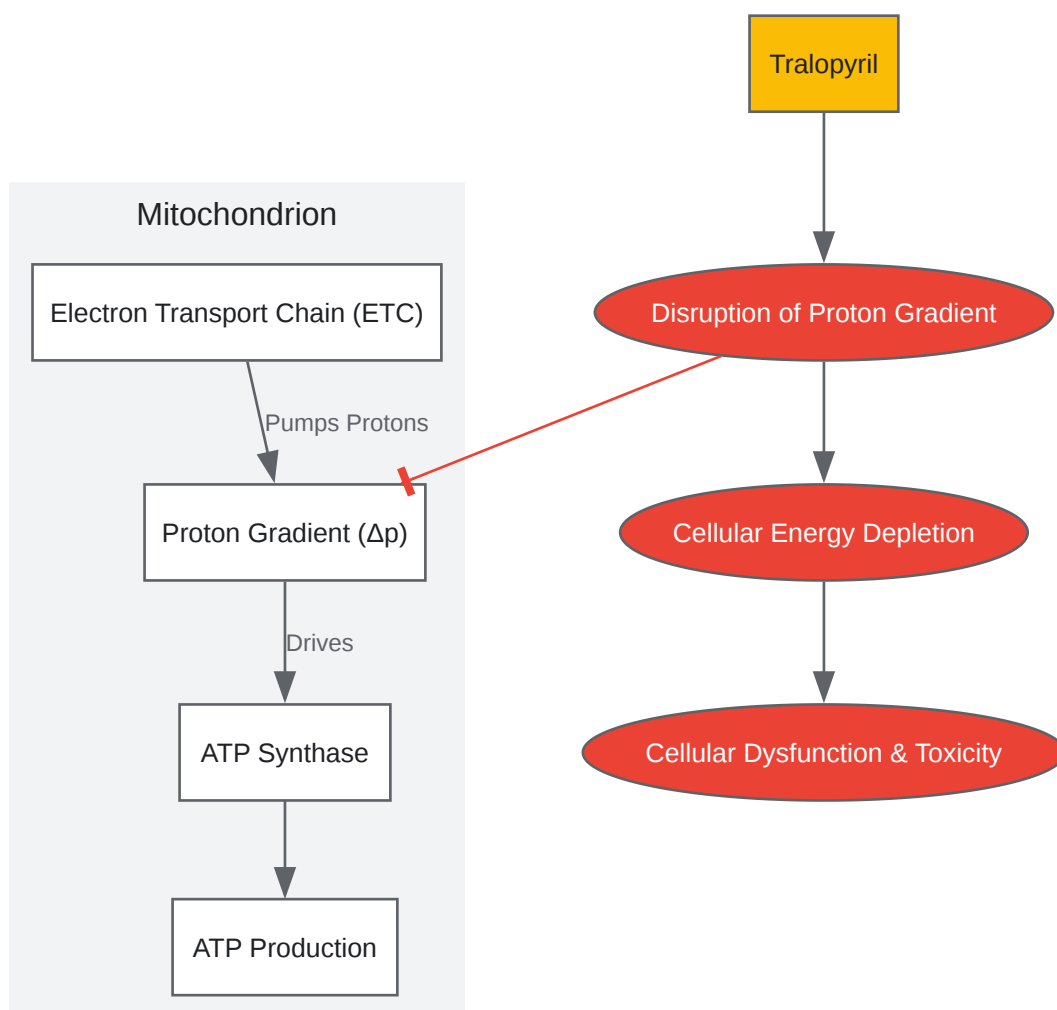 Tralopyril
Mitochondrion
Electron Transport Chain (ETC)
Disruption of Proton Gradient
Pumps Protons
Proton Gradient (Δp)
Cellular Energy Depletion
Drives
ATP Synthase
Cellular Dysfunction & Toxicity
ATP Production